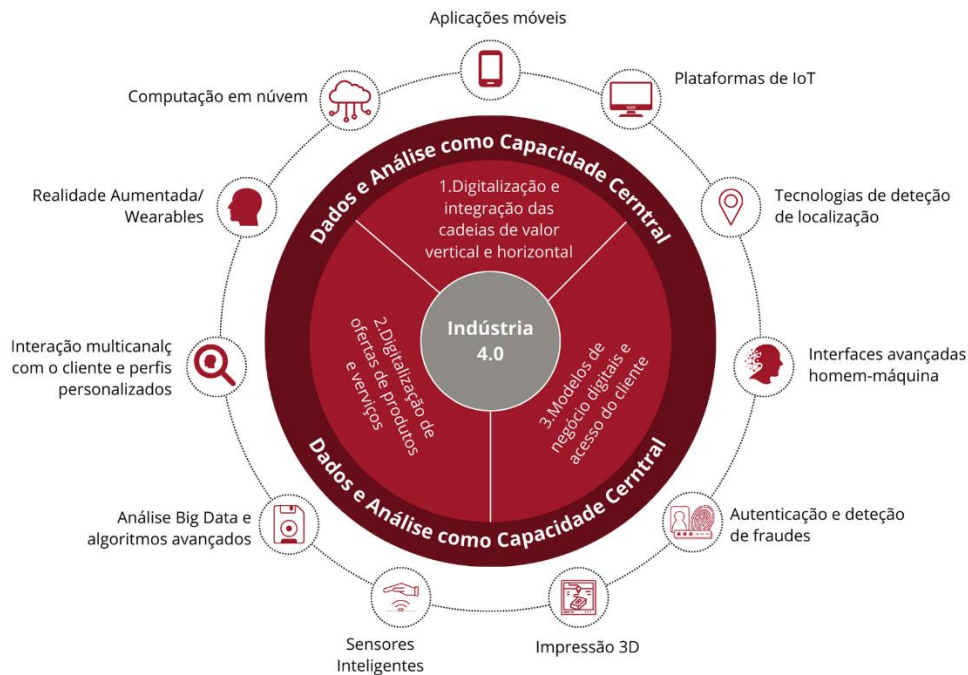 Aplicações móveis
Plataformas de IoT
Computação em núvem
Realidade Aumentada/
Wearables
Tecnologias de deteção
de localização
Interação multicanalç
com o cliente e perfis
personalizados
Interfaces avançadas
homem-máquina
Análise Big Data e
algoritmos avançados
Autenticação e deteção
de fraudes
Sensores
Inteligentes
Impressão 3D
Dados e Análise como Capacidade Cerntral
1.Digitalização e
integração das
cadeias de valor
vertical e horizontal
Indústria
4.0
2.Digitalização de
ofertas de produtos
e serviços
3.Modelos de
negócio digitais e
acesso do cliente
Dados e Análise como Capacidade Cerntral